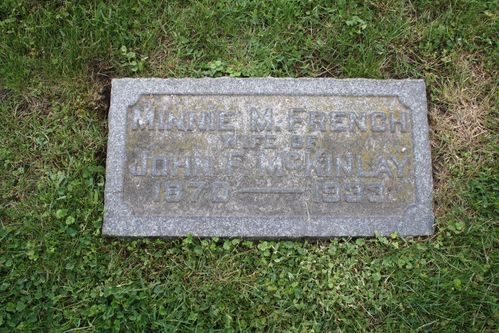 MINNIE M. FRENCH
WIFE OF
JOHN F. MCKINLAY
1870 — 1933